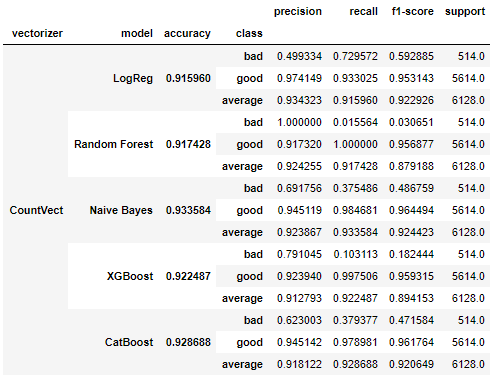 precision recall f1-score support
vectorizer model accuracy class
bad 0.499334 0.729572 0.592885 514.0
LogReg 0.915960 good 0.974149 0.933025 0.953143 5614.0
average 0.934323 0.915960 0.922926 6128.0
bad 1.000000 0.015564 0.030651 514.0
Random Forest 0.917428 good 0.917320 1.000000 0.956877 5614.0
average 0.924255 0.917428 0.879188 6128.0
bad 0.691756 0.375486 0.486759 514.0
CountVect Naive Bayes 0.933584 good 0.945119 0.984681 0.964494 5614.0
average 0.923867 0.933584 0.924423 6128.0
bad 0.791045 0.103113 0.182444 514.0
XGBoost 0.922487 good 0.923940 0.997506 0.959315 5614.0
average 0.912793 0.922487 0.894153 6128.0
bad 0.623003 0.379377 0.471584 514.0
CatBoost 0.928688 good 0.945142 0.978981 0.961764 5614.0
average 0.918122 0.928688 0.920649 6128.0